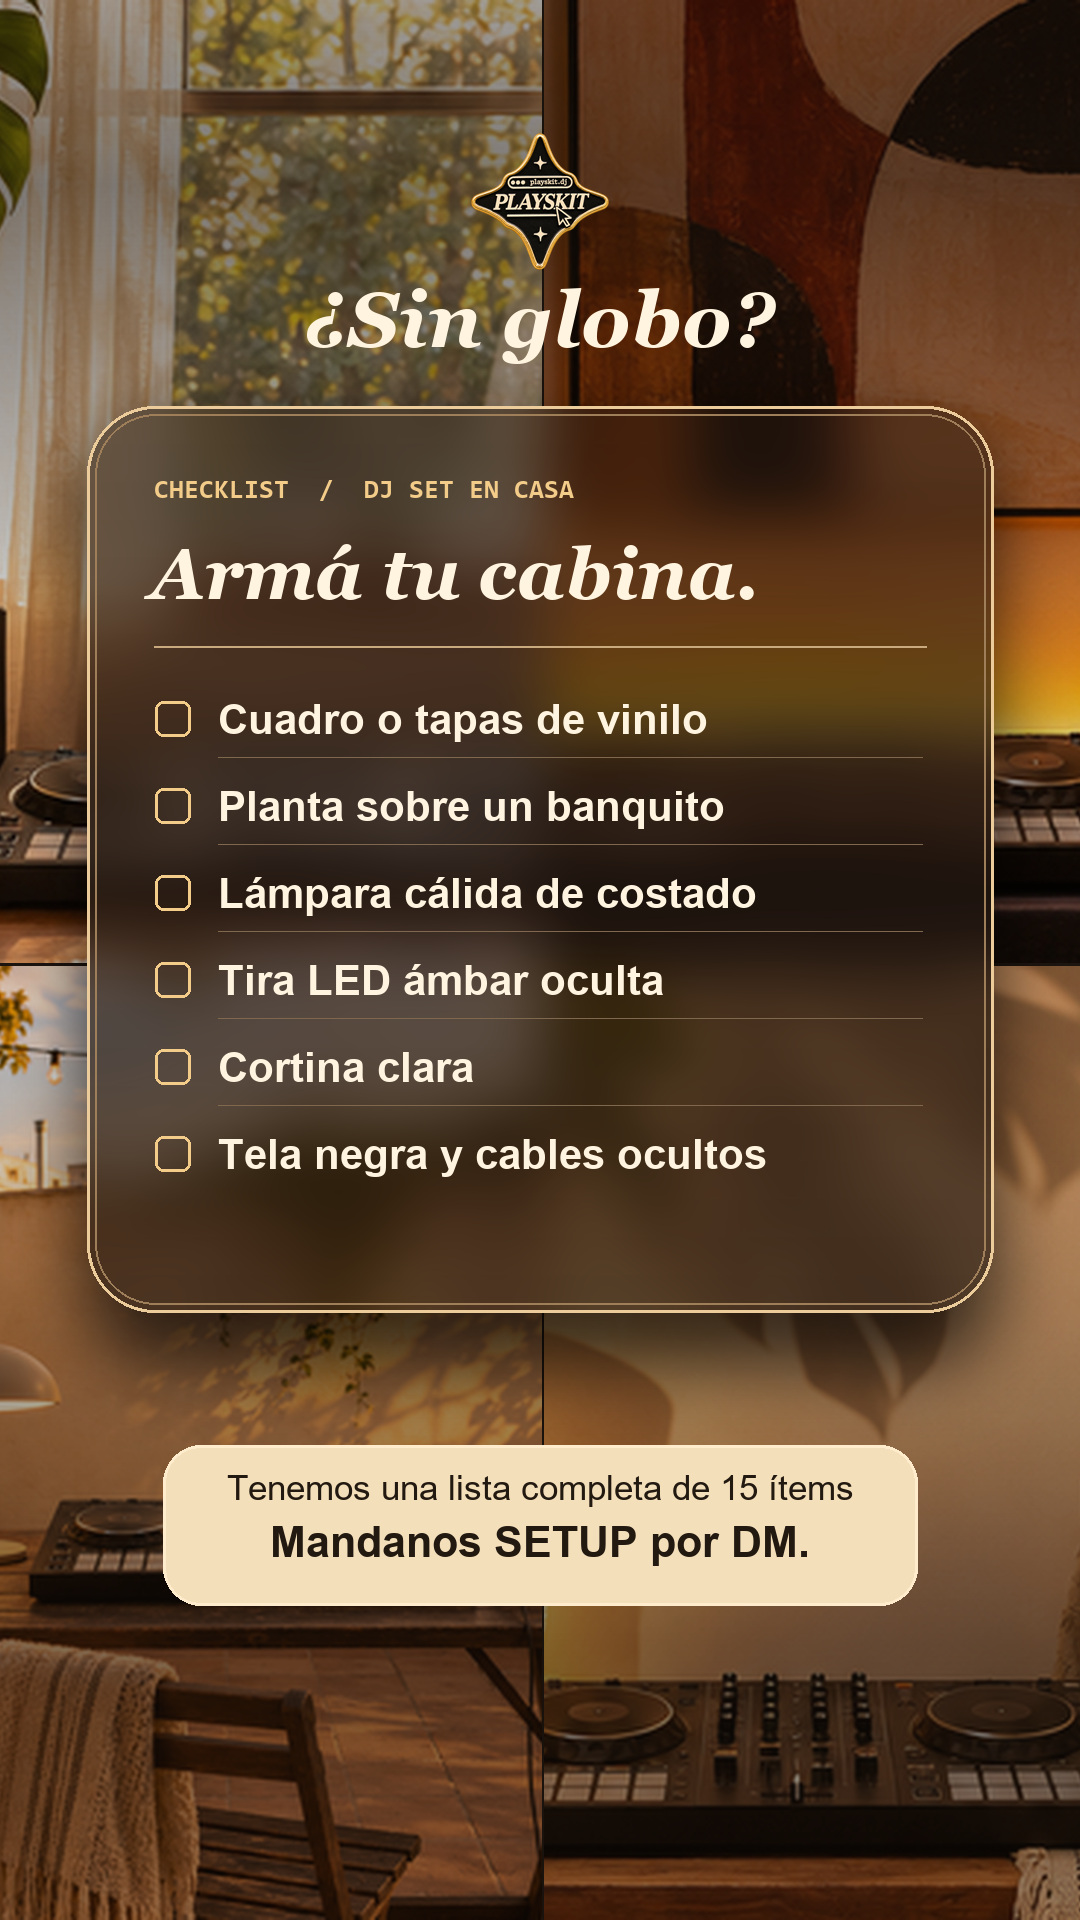 playskit.dj
PLAYSKIT
¿Sin globo?
CHECKLIST / DJ SET EN CASA
Armá tu cabina.
Cuadro o tapas de vinilo
Planta sobre un banquito
Lámpara cálida de costado
Tira LED ámbar oculta
Cortina clara
Tela negra y cables ocultos
Tenemos una lista completa de 15 ítems
Mandanos SETUP por DM.